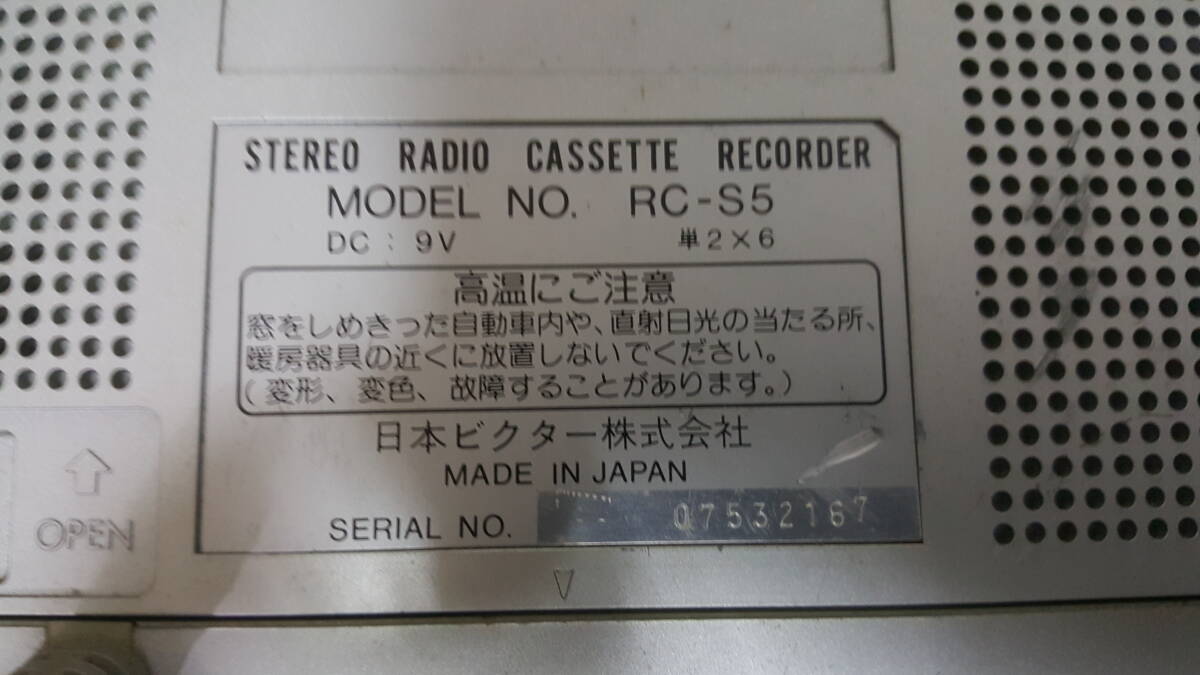 STEREO RADIO CASSETTE RECORDER
MODEL NO. RC-S5
DC : 9V 単2×6
高温にご注意
窓をしめきった自動車内や、直射日光の当たる所、
暖房器具の近くに放置しないでください。
(変形、変色、故障することがあります。)
日本ビクター株式会社
MADE IN JAPAN
SERIAL NO. 07532167
OPEN